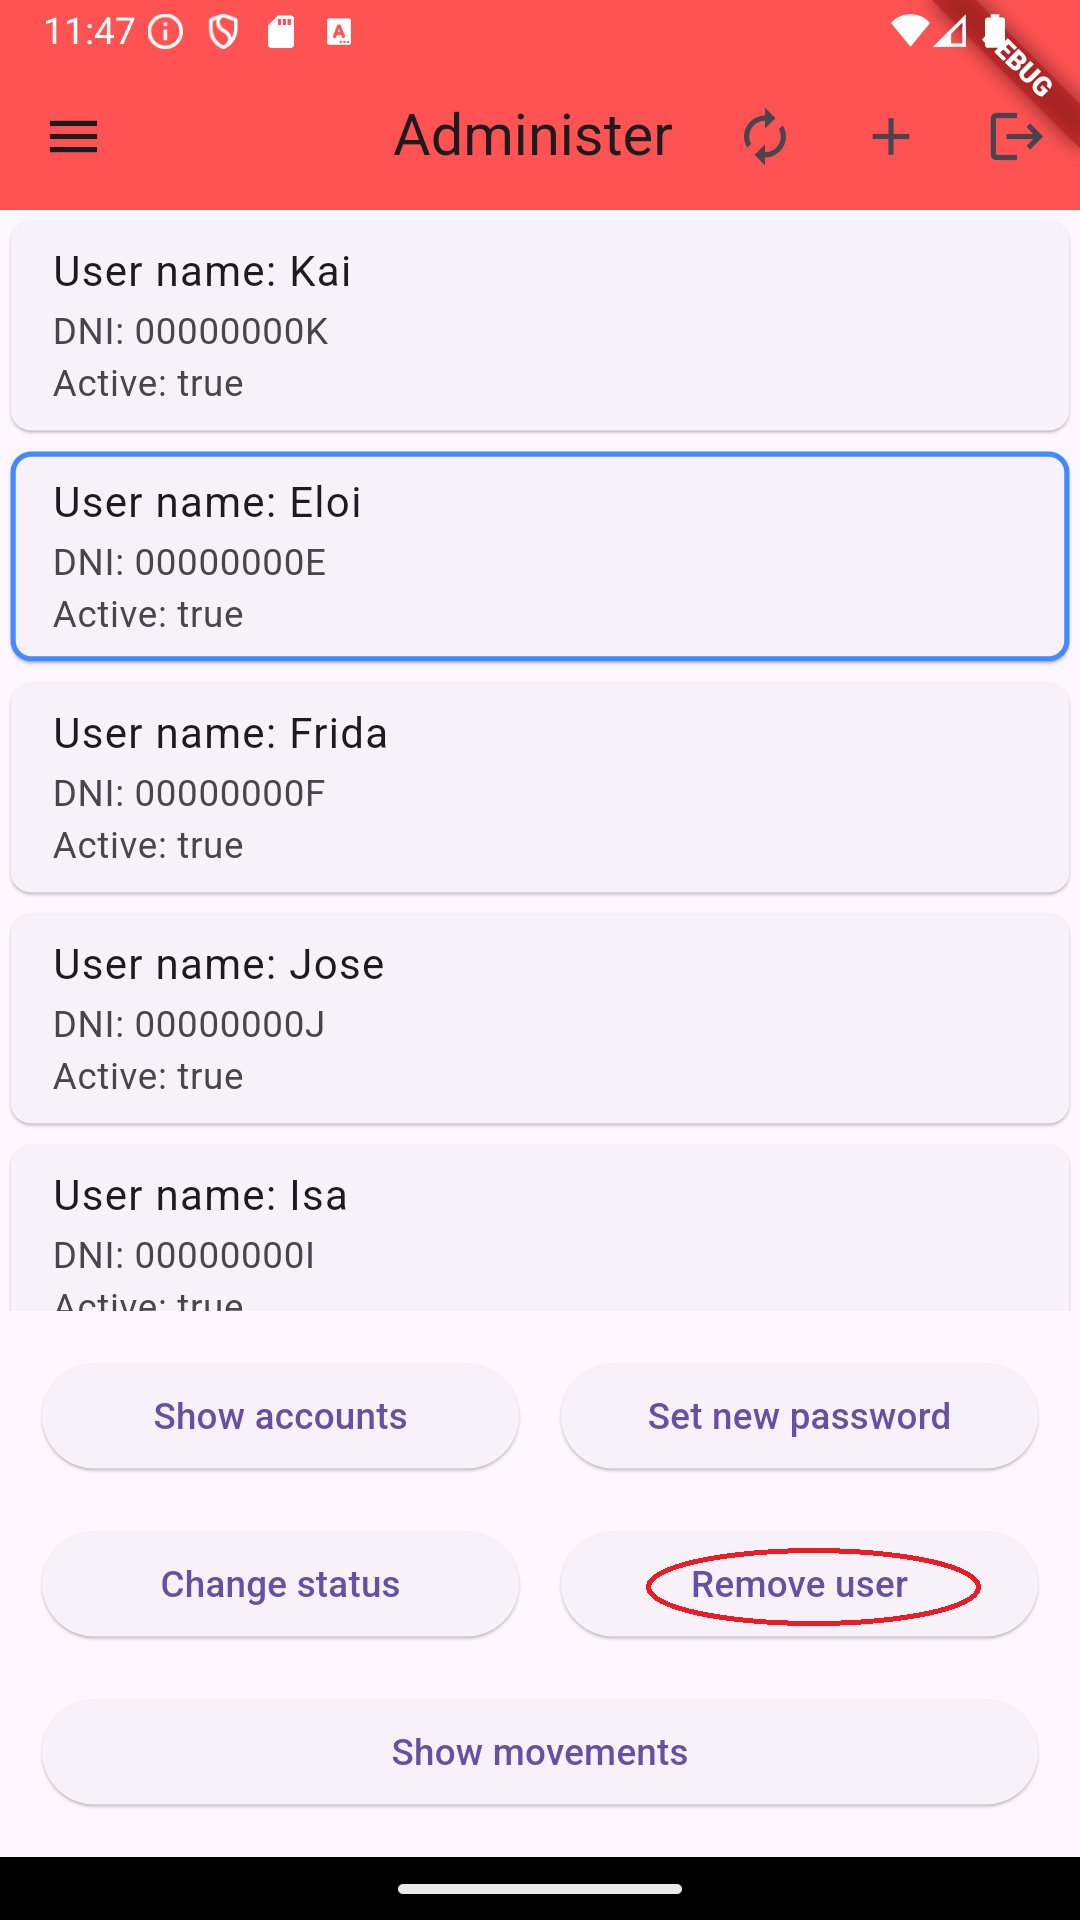 11:47
EBUG
Administer
User name: Kai
DNI: 00000000K
Active: true
User name: Eloi
DNI: 00000000E
Active: true
User name: Frida
DNI: 00000000F
Active: true
User name: Jose
DNI: 00000000J
Active: true
User name: Isa
DNI: 00000000I
Active: true
Show accounts
Set new password
Change status
Remove user
Show movements